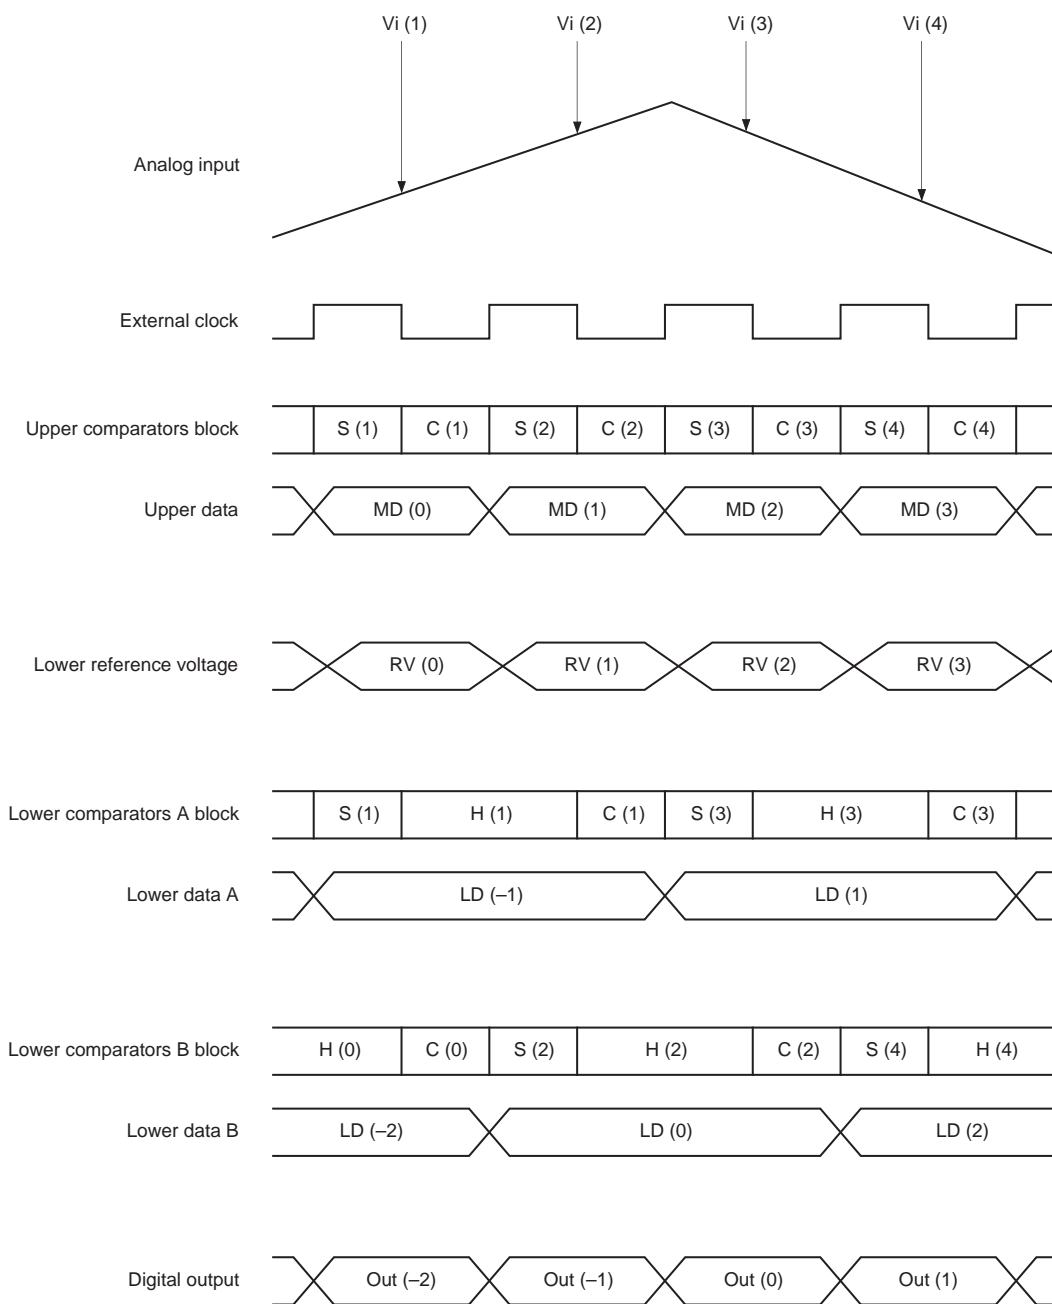 Vi (1) Vi (2) Vi (3) Vi (4)
Analog input
External clock
Upper comparators block S (1) C (1) S (2) C (2) S (3) C (3) S (4) C (4)
Upper data MD (0) MD (1) MD (2) MD (3)
Lower reference voltage RV (0) RV (1) RV (2) RV (3)
Lower comparators A block S (1) H (1) C (1) S (3) H (3) C (3)
Lower data A LD (–1) LD (1)
Lower comparators B block H (0) C (0) S (2) H (2) C (2) S (4) H (4)
Lower data B LD (–2) LD (0) LD (2)
Digital output Out (–2) Out (–1) Out (0) Out (1)